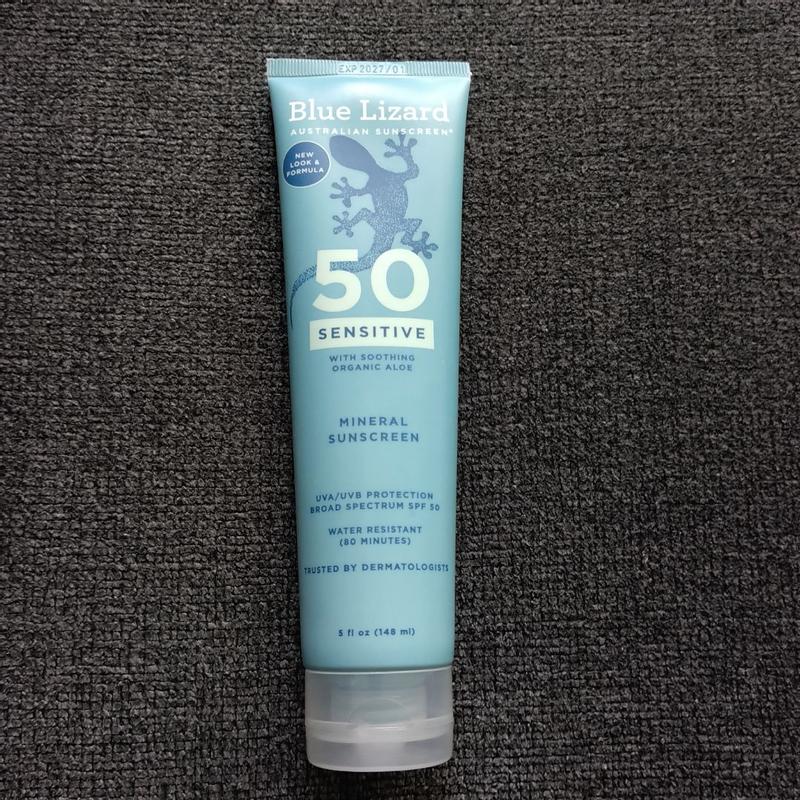 EXP 2027/01
Blue Lizard
AUSTRALIAN SUNSCREEN®
NEW
LOOK &
FORMULA
50
SENSITIVE
WITH SOOTHING
ORGANIC ALOE
MINERAL
SUNSCREEN
UVA/UVB PROTECTION
BROAD SPECTRUM SPF 50
WATER RESISTANT
(80 MINUTES)
TRUSTED BY DERMATOLOGISTS
5 fl oz (148 ml)